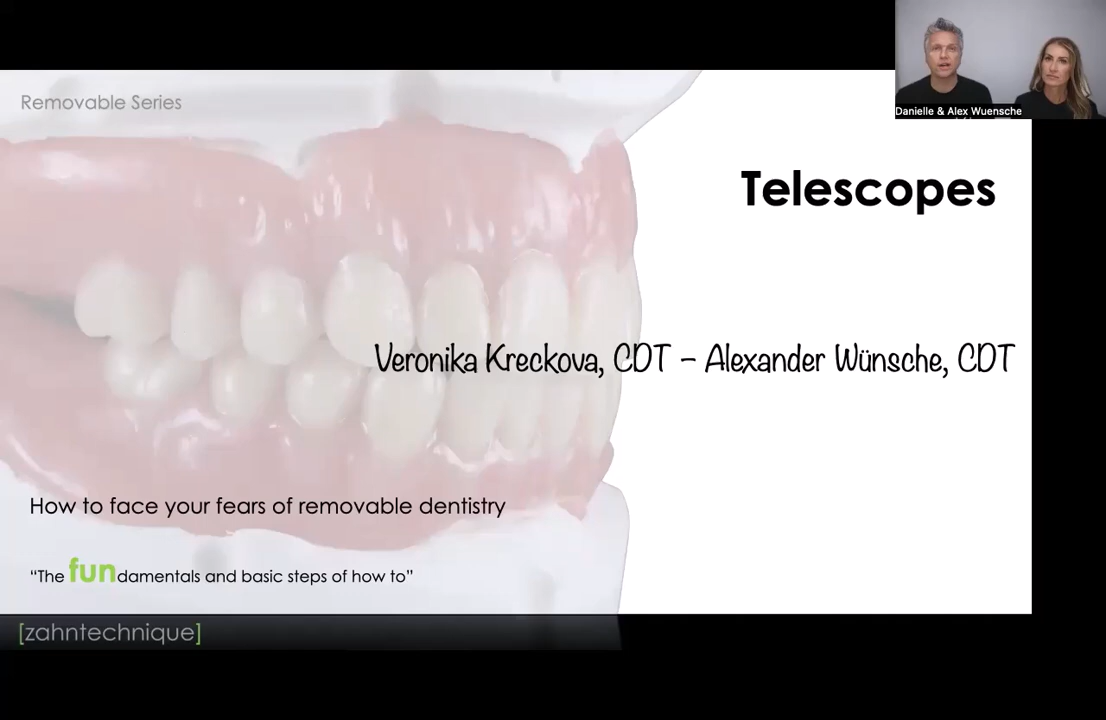 Removable Series
Danielle & Alex Wuensche
Telescopes
Veronika Kreckova, CDT – Alexander Wünsche, CDT
How to face your fears of removable dentistry
“The fundamentals and basic steps of how to”
[zahntechnique]